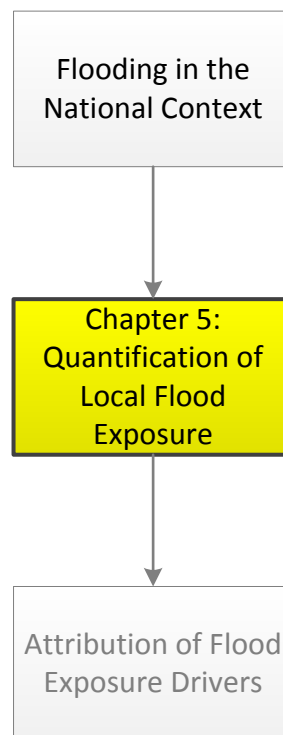 Flooding in the
National Context
Chapter 5:
Quantification of
Local Flood
Exposure
Attribution of Flood
Exposure Drivers